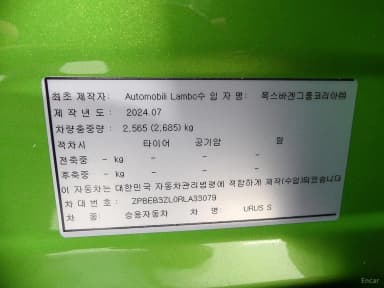 최초 제작자: Automobili Lambo수 입 자 명: 폭스바겐그룹코리아㈜
제 작 년 도: 2024.07
차량총중량: 2,565 (2,685) kg
적차시 타이어 공기압 림
전축중 - kg - - -
후축중 - kg - - -
이 자동차는 대한민국 자동차관리법령에 적합하게 제작(수입)되었습니다
차 대 번 호: ZPBEB3ZL0RLA33079
차 종: 승용자동차 차 명: URUS S
Encar